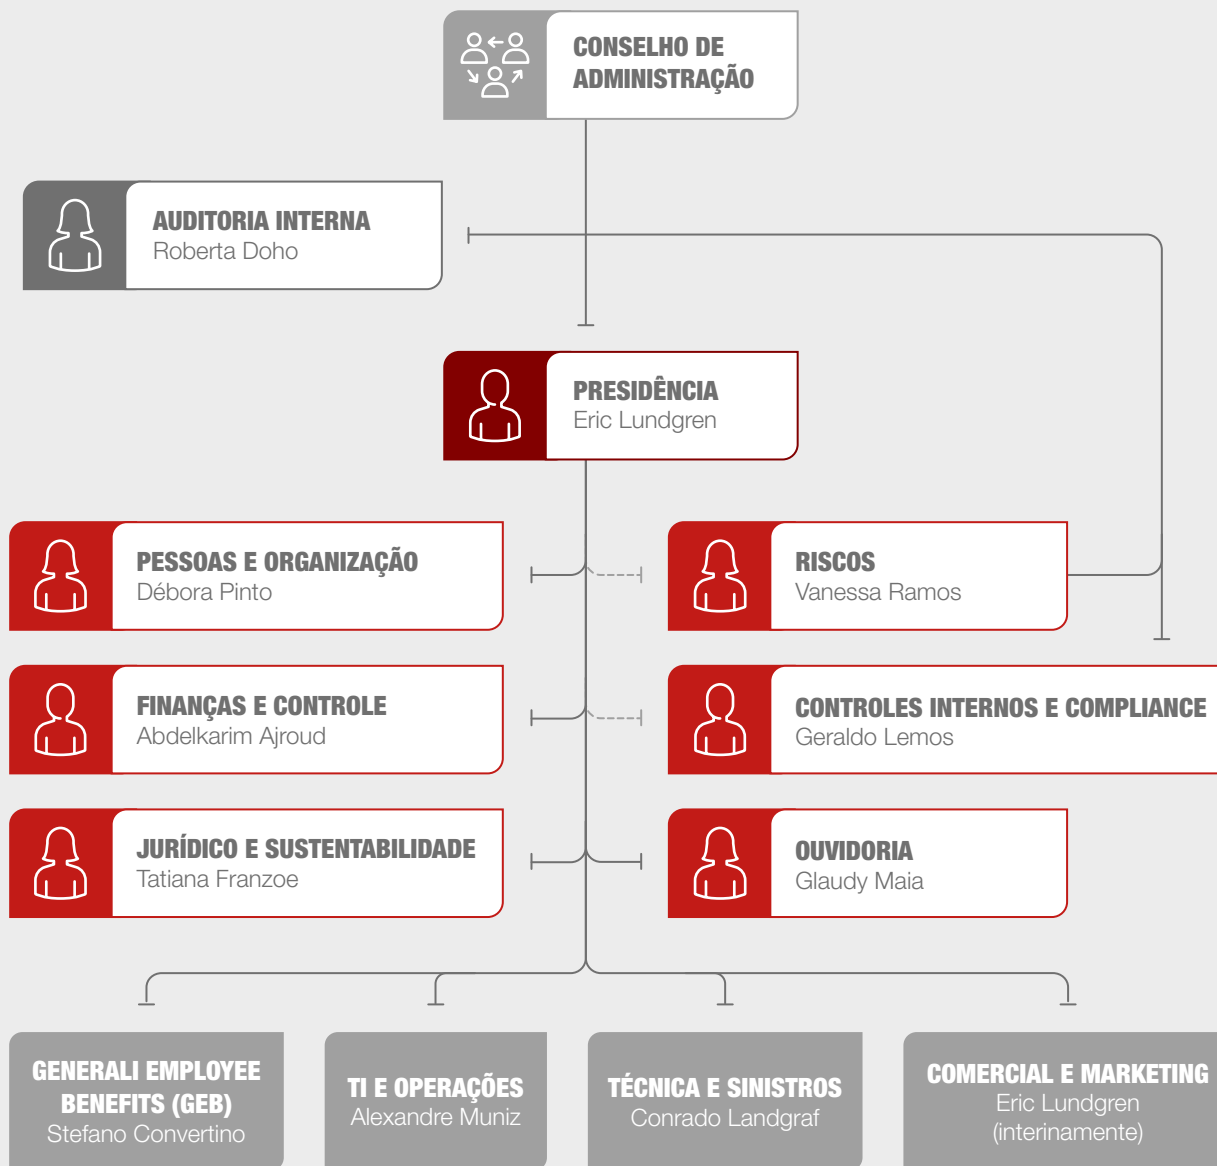 CONSELHO DE
ADMINISTRAÇÃO
AUDITORIA INTERNA
Roberta Doho
PRESIDÊNCIA
Eric Lundgren
PESSOAS E ORGANIZAÇÃO
Débora Pinto
RISCOS
Vanessa Ramos
FINANÇAS E CONTROLE
Abdelkarim Ajroud
CONTROLES INTERNOS E COMPLIANCE
Geraldo Lemos
JURÍDICO E SUSTENTABILIDADE
Tatiana Franzoe
OUVIDORIA
Glaudy Maia
GENERALI EMPLOYEE
BENEFITS (GEB)
Stefano Convertino
TI E OPERAÇÕES
Alexandre Muniz
TÉCNICA E SINISTROS
Conrado Landgraf
COMERCIAL E MARKETING
Eric Lundgren
(interinamente)